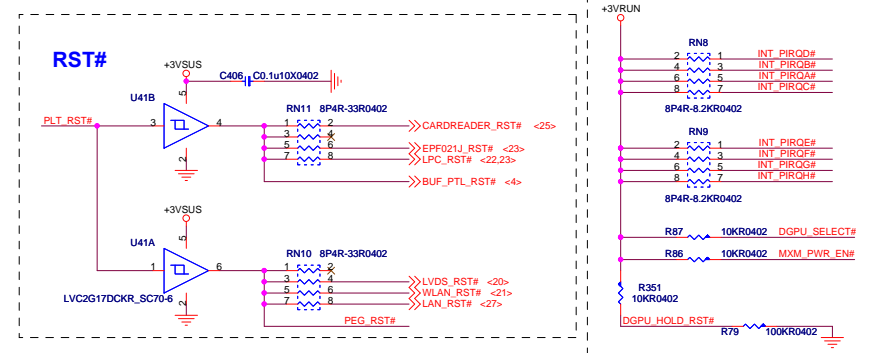 RST#
+3VSUS
C406
C0.1u10X0402
U41B
5
PLT_RST#
3
4
2
RN11
8P4R-33R0402
1
2
CARDREADER_RST# <25>
3
4
5
6
EPF021J_RST# <23>
7
8
LPC_RST# <22,23>
BUF_PTL_RST# <4>
+3VSUS
U41A
5
1
6
2
LVC2G17DCKR_SC70-6
RN10
8P4R-33R0402
1
2
3
4
LVDS_RST# <20>
5
6
WLAN_RST# <21>
7
8
LAN_RST# <27>
PEG_RST#
+3VRUN
RN8
2
1
INT_PIRQD#
4
3
INT_PIRQB#
6
5
INT_PIRQA#
8
7
INT_PIRQC#
8P4R-8.2KR0402
RN9
2
1
INT_PIRQE#
4
3
INT_PIRQF#
6
5
INT_PIRQG#
8
7
INT_PIRQH#
8P4R-8.2KR0402
R87
10KR0402
DGPU_SELECT#
R86
10KR0402
MXM_PWR_EN#
R351
10KR0402
DGPU_HOLD_RST#
R79
100KR0402